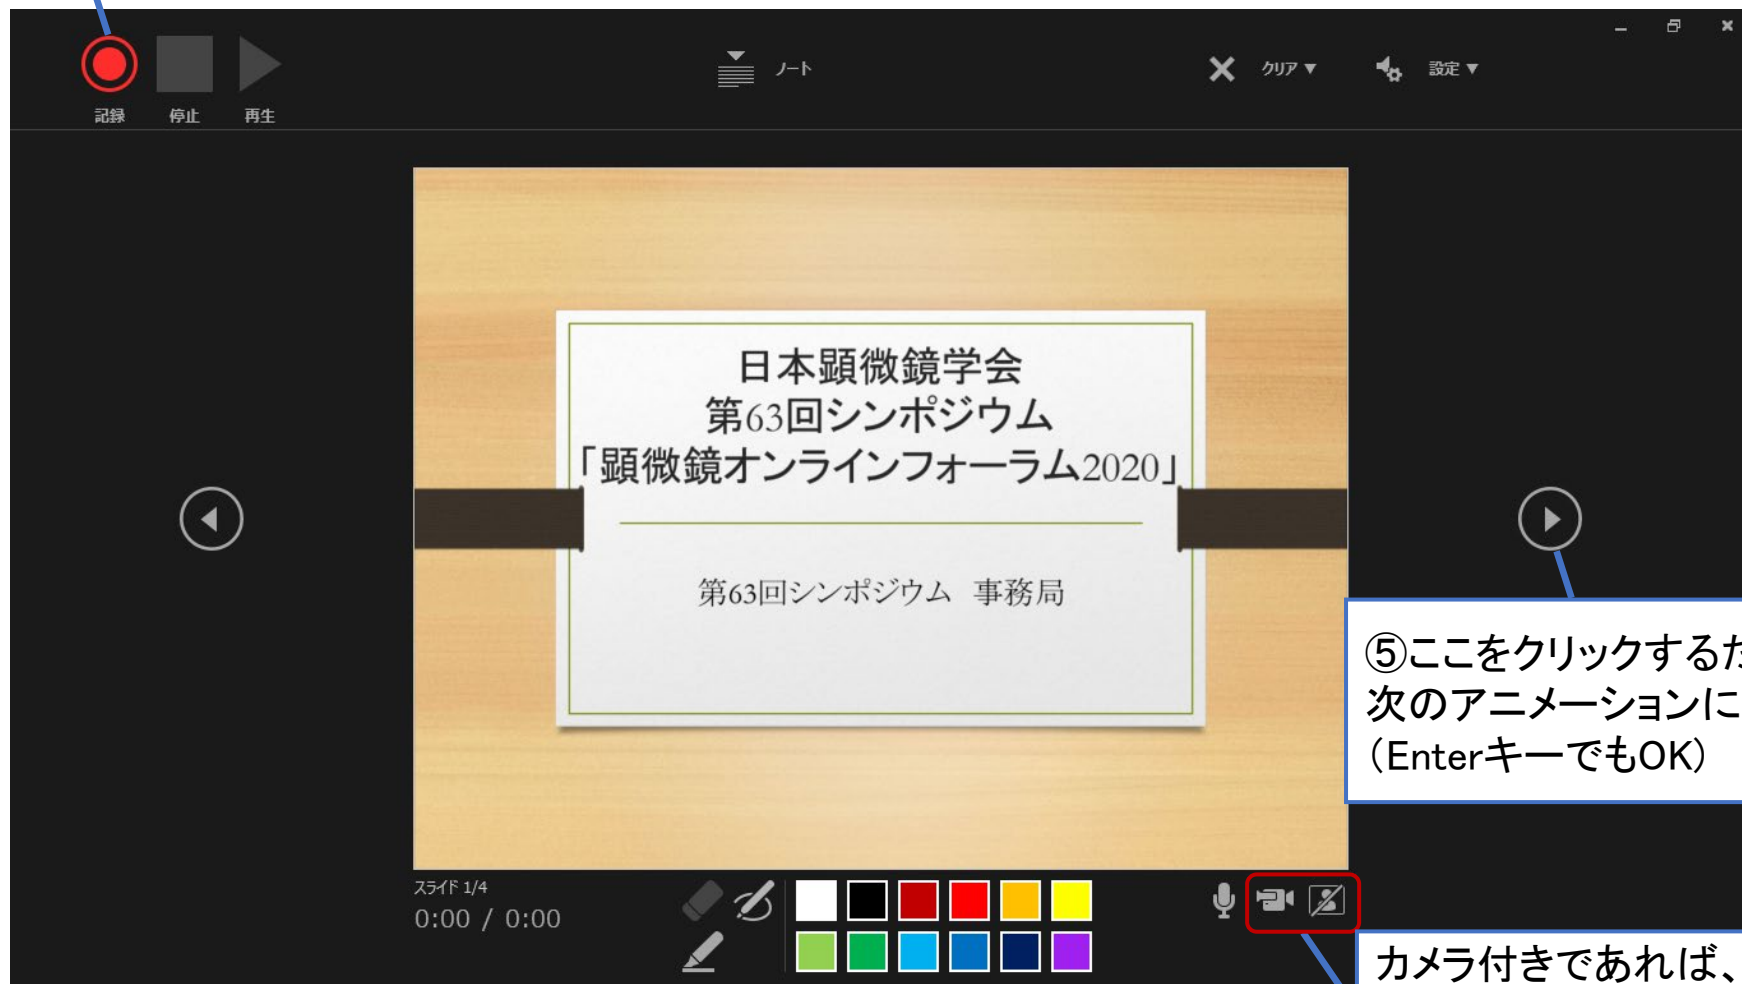 記録 停止 再生
ノート
クリア ▼
設定 ▼
日本顕微鏡学会
第63回シンポジウム
「顕微鏡オンラインフォーラム2020」
第63回シンポジウム 事務局
⑤ここをクリックする
次のアニメーションに
（EnterキーでもOK）
スライド 1/4
0:00 / 0:00
カメラ付きであれば、